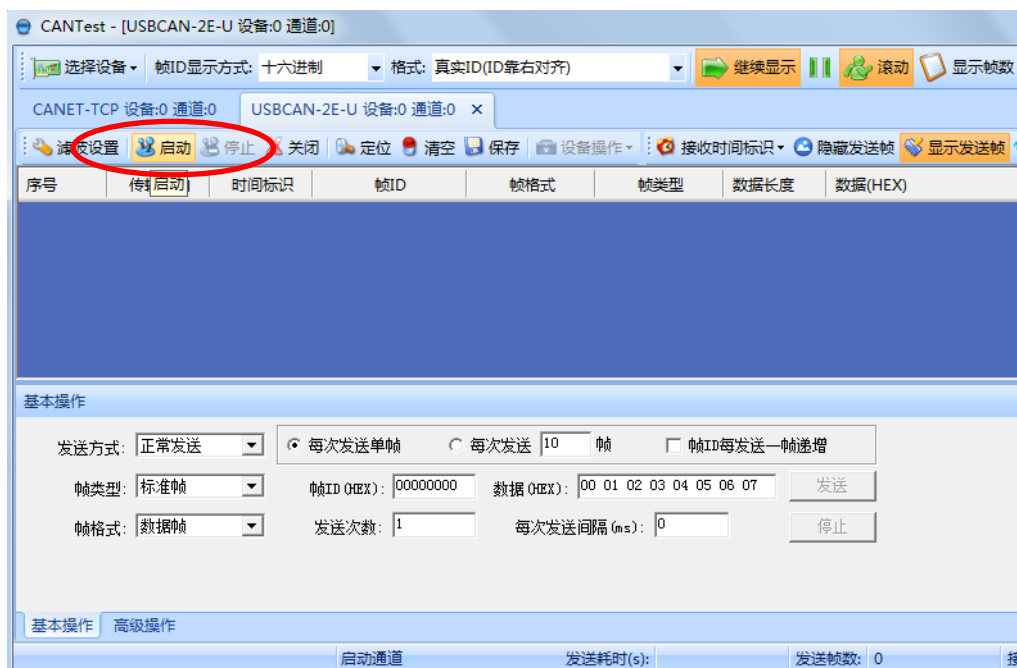 CANTest - [USBCAN-2E-U 设备:0 通道:0]
选择设备 帧ID显示方式: 十六进制 格式: 真实ID(ID靠右对齐) 继续显示 滚动 显示帧数
CANET-TCP 设备:0 通道:0 USBCAN-2E-U 设备:0 通道:0 ×
滤波设置 启动 停止 关闭 定位 清空 保存 设备操作 接收时间标识 隐藏发送帧 显示发送帧
序号 传输 启动 时间标识 帧ID 帧格式 帧类型 数据长度 数据(HEX)
基本操作
发送方式: 正常发送 每次发送单帧 每次发送 10 帧 帧ID每发送一帧递增
帧类型: 标准帧 帧ID(HEX): 00000000 数据(HEX): 00 01 02 03 04 05 06 07 发送
帧格式: 数据帧 发送次数: 1 每次发送间隔(ms): 0 停止
基本操作 高级操作
启动通道 发送耗时(s): 发送帧数: 0